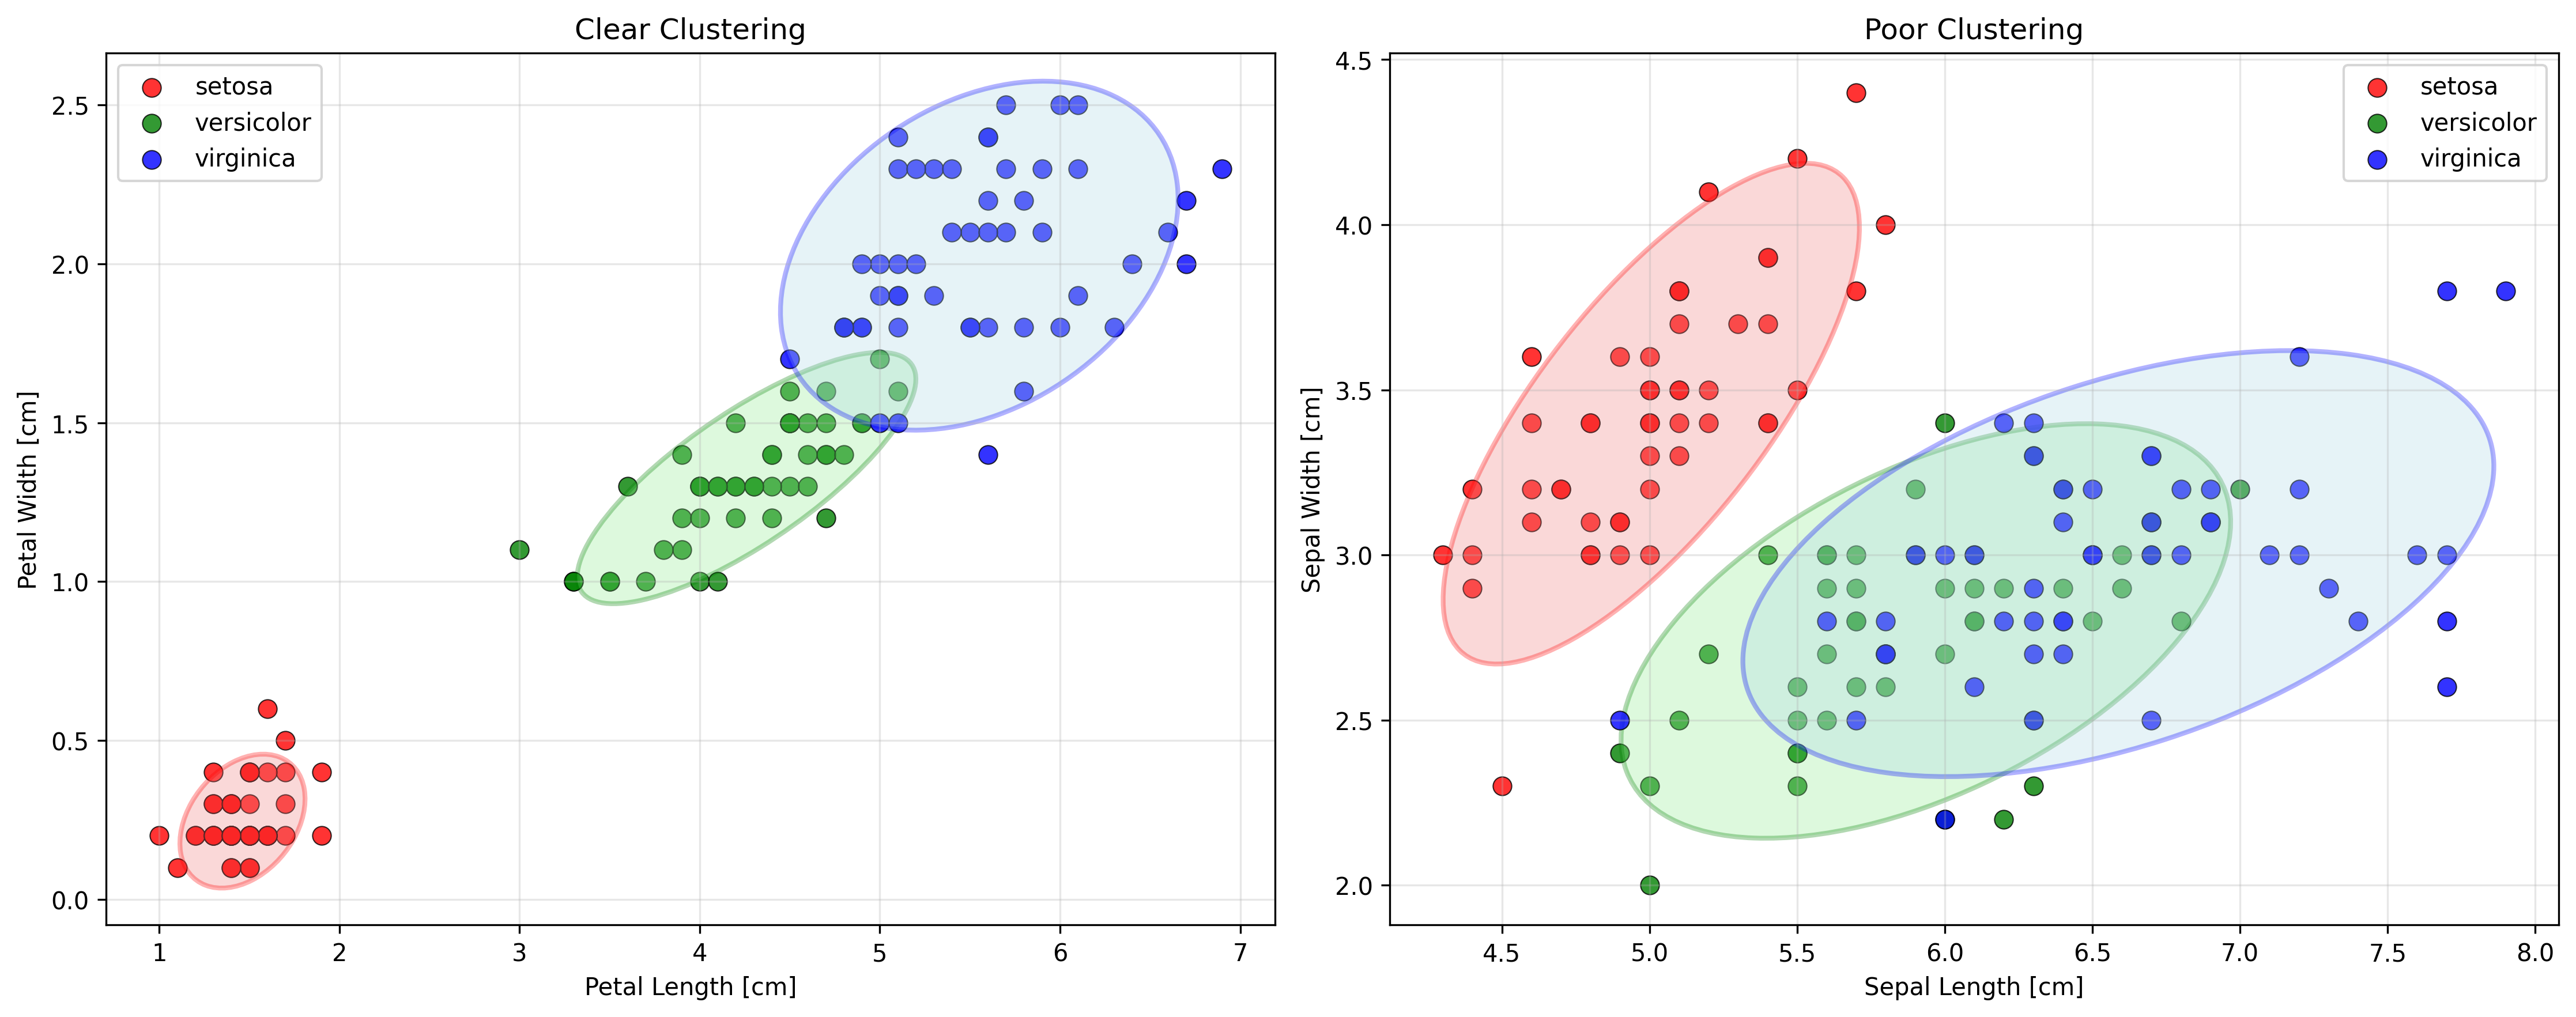 Clear Clustering
setosa
versicolor
virginica
2.5
2.0
1.5
1.0
0.5
0.0
Petal Width [cm]
1 2 3 4 5 6 7
Petal Length [cm]
Poor Clustering
setosa
versicolor
virginica
4.5
4.0
3.5
3.0
2.5
2.0
Sepal Width [cm]
4.5 5.0 5.5 6.0 6.5 7.0 7.5 8.0
Sepal Length [cm]